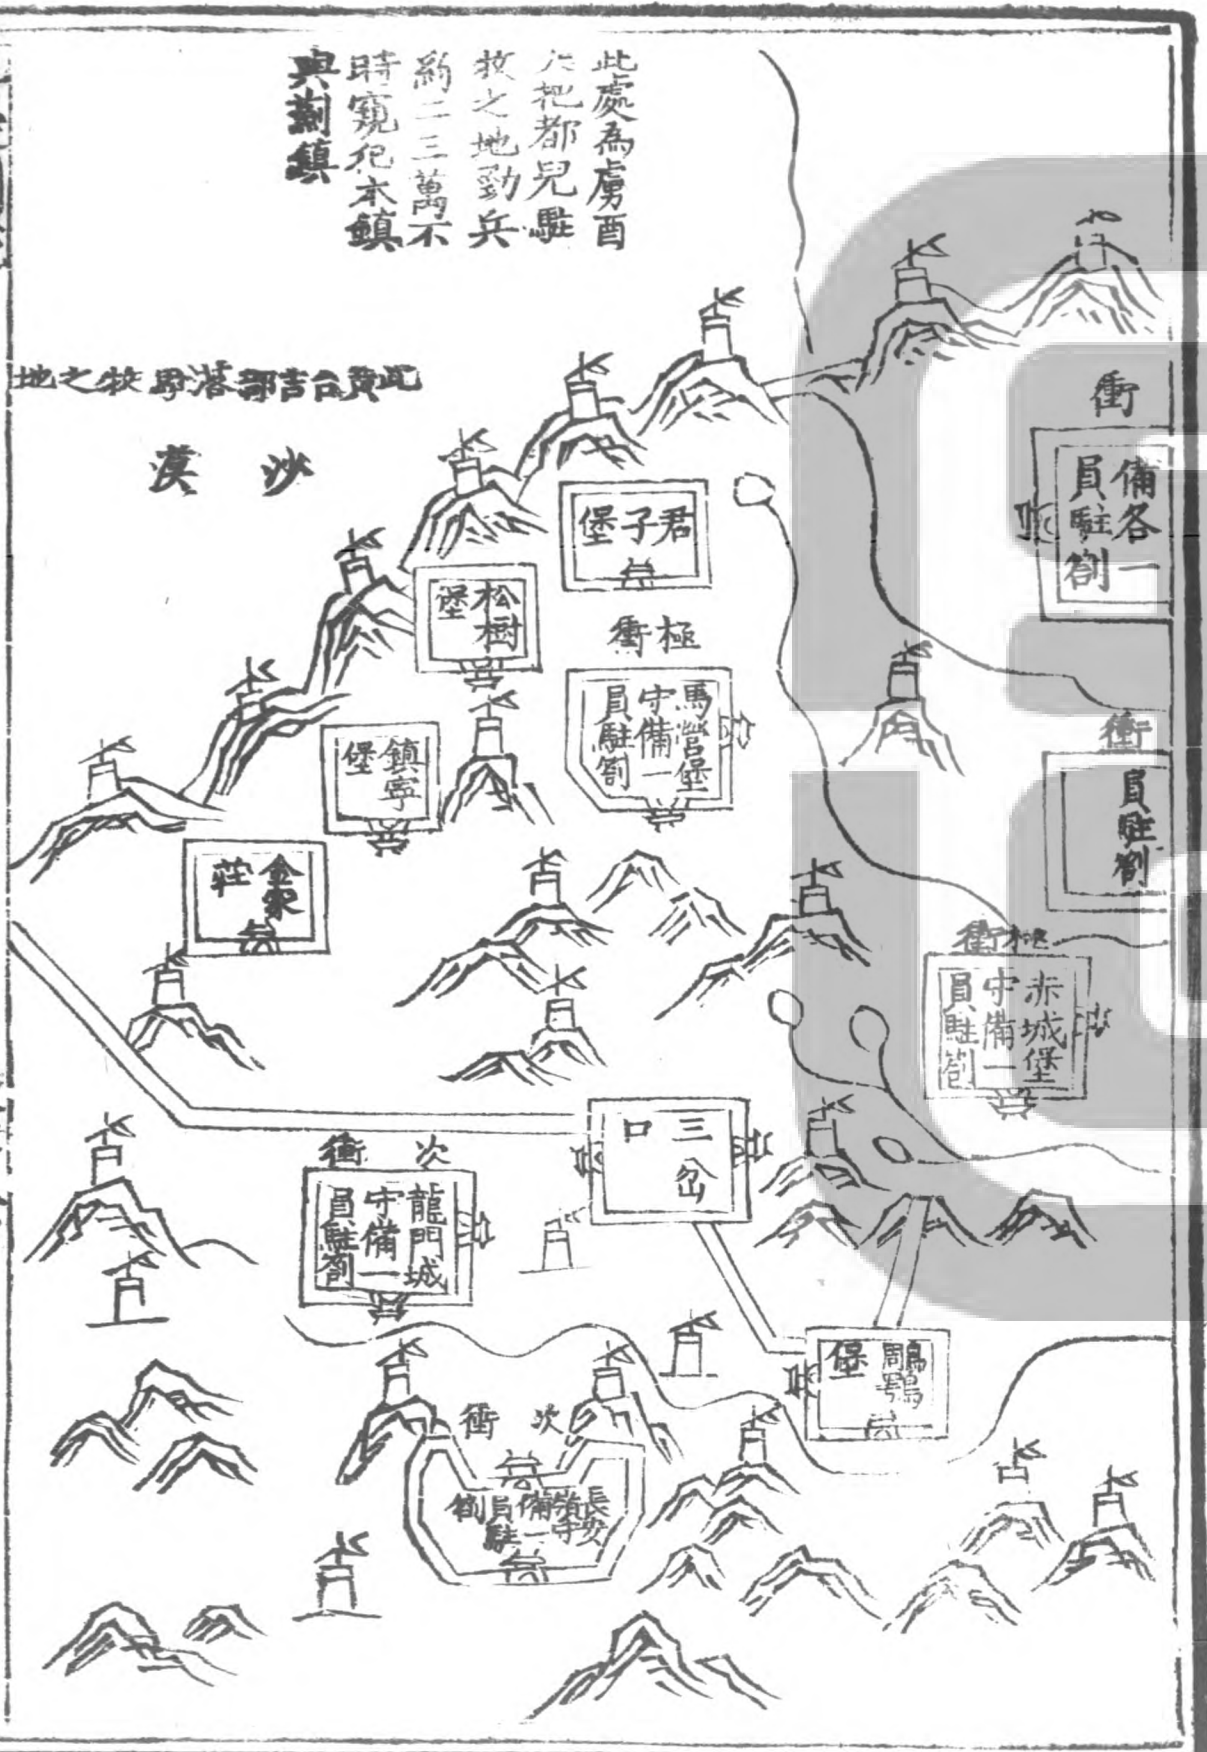 此處為虜酉
把都兒駐
牧之地勁兵
約二三萬不
時窺犯本鎮
與薊鎮
此黃台吉部落駐牧之地
沙漠
衝
備各一
員駐劄
衝
員駐劄
君子堡
松樹
堡
極衝
馬營堡
守備一
員駐劄
鎮寧
堡
金家
莊
極衝
赤城堡
守備一
員駐劄
三岔
口
次衝
龍門城
守備一
員駐劄
鵰鶚
堡
次衝
長安
嶺守
備一
員駐
劄